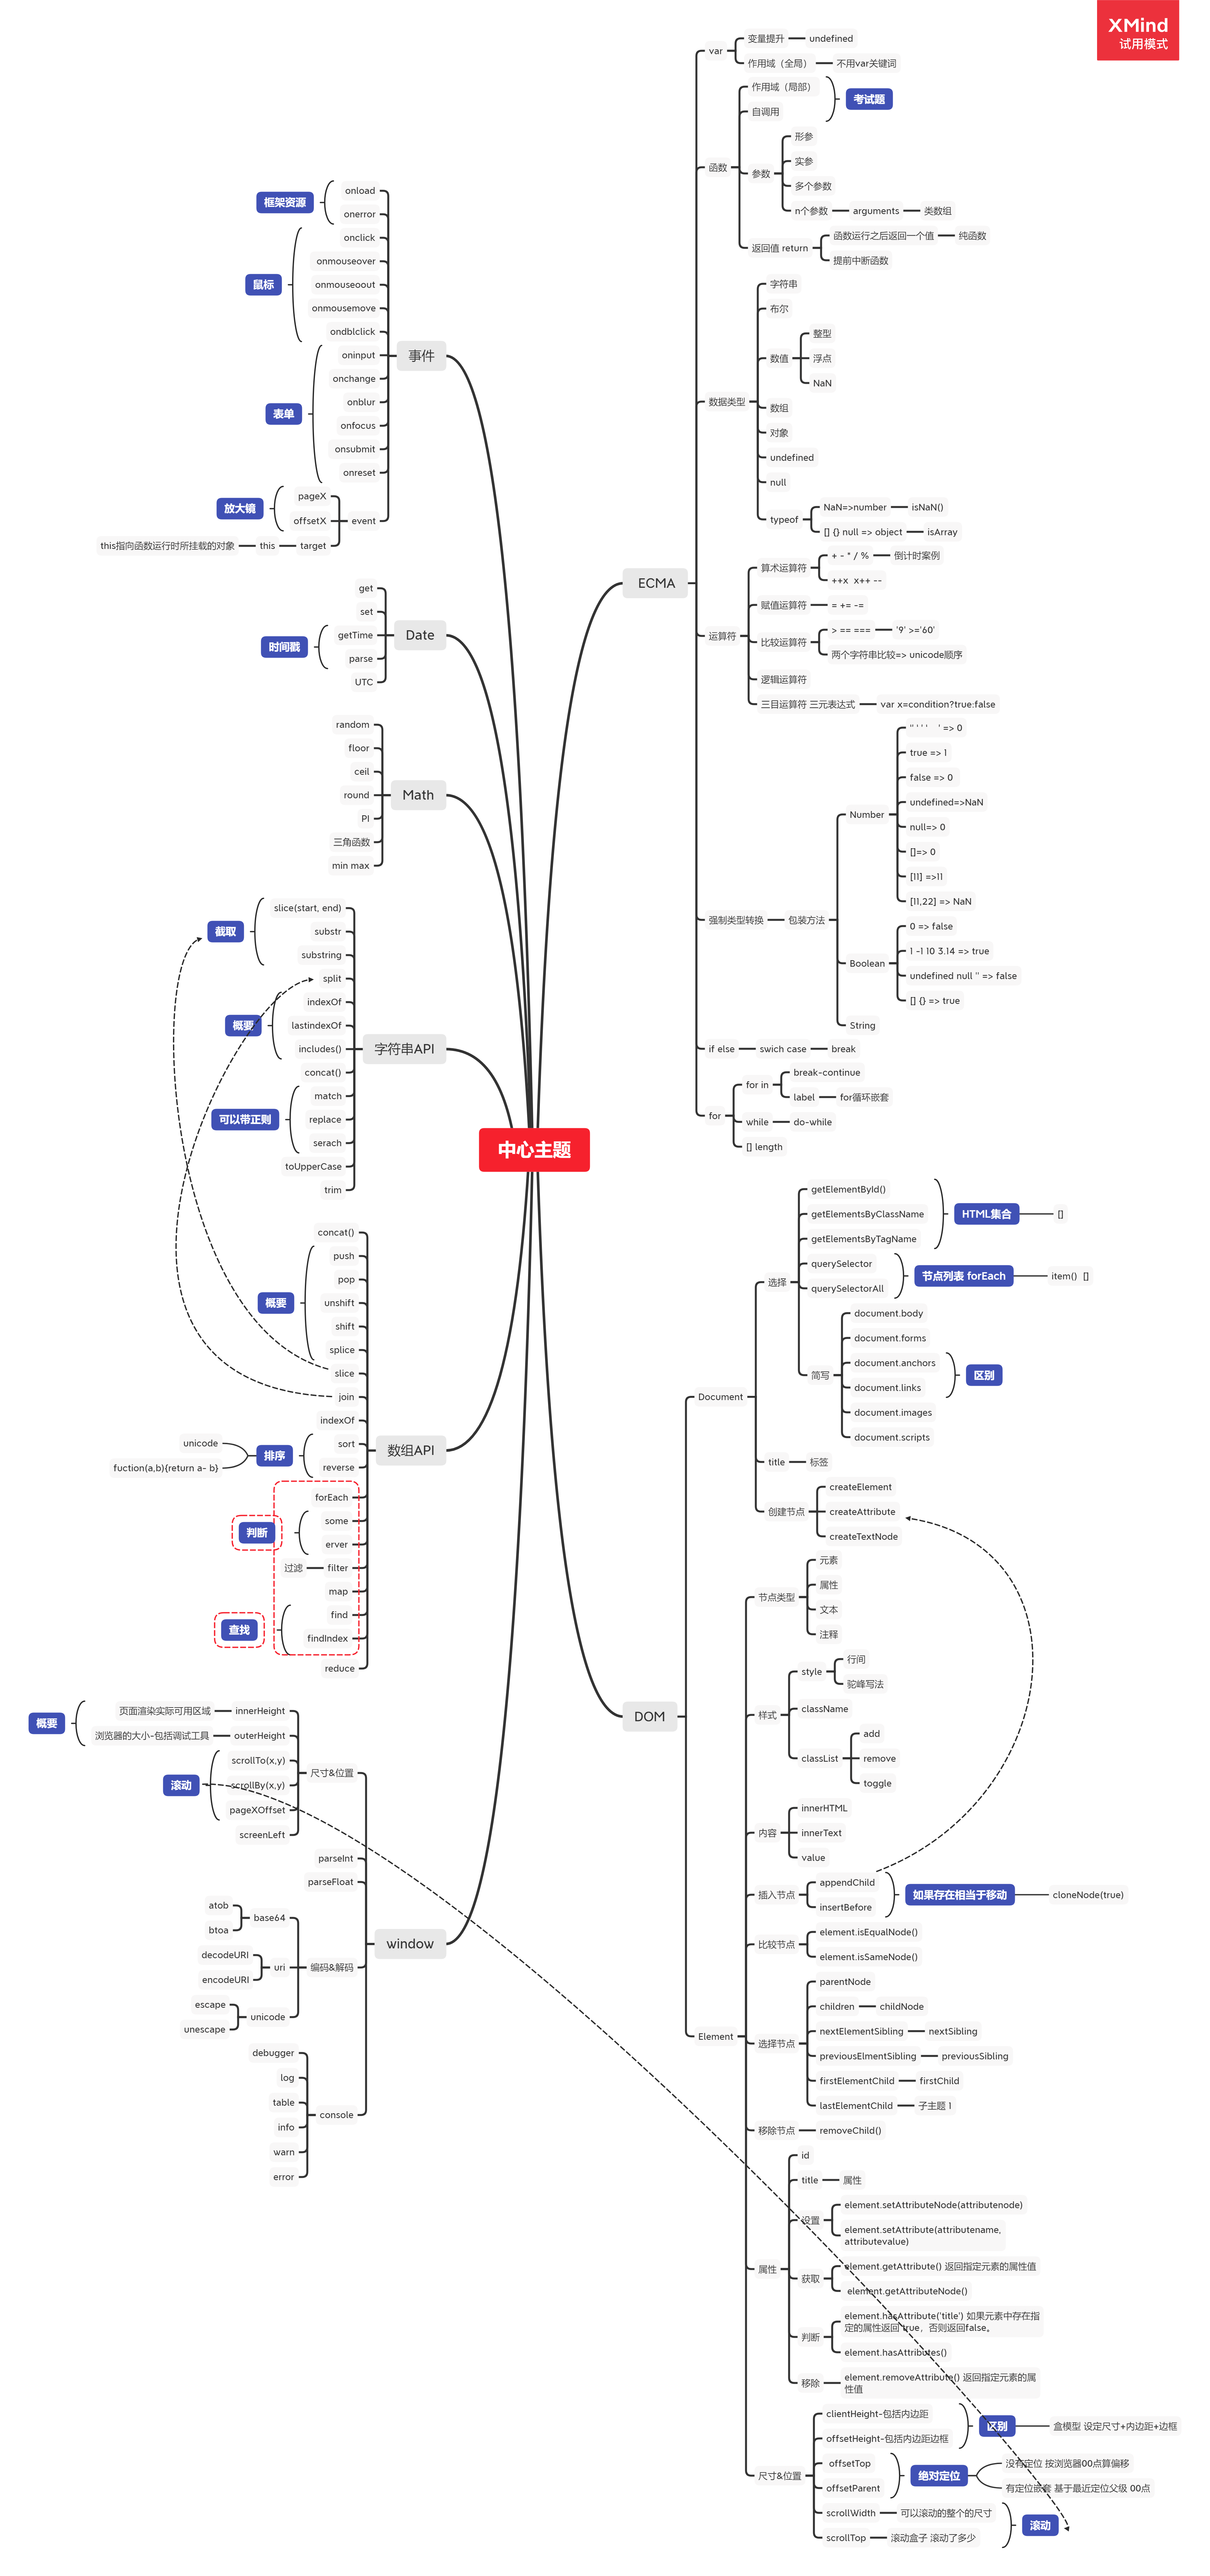 XMind
试用模式
中心主题
ECMA
var
变量提升
undefined
作用域（全局）
不用var关键词
函数
作用域（局部）
自调用
考试题
参数
形参
实参
多个参数
n个参数
arguments
类数组
返回值 return
函数运行之后返回一个值
纯函数
提前中断函数
数据类型
字符串
布尔
数值
整型
浮点
NaN
数组
对象
undefined
null
typeof
NaN=>number
isNaN()
[] {} null => object
isArray
运算符
算术运算符
+ - * / %
倒计时案例
++x  x++ --
赋值运算符
= += -=
比较运算符
> == ===
'9' >='60'
两个字符串比较=> unicode顺序
逻辑运算符
三目运算符 三元表达式
var x=condition?true:false
强制类型转换
包装方法
Number
'' ' ' '    ' => 0
true => 1
false => 0
undefined=>NaN
null=> 0
[]=> 0
[11] =>11
[11,22] => NaN
Boolean
0 => false
1 -1 10 3.14 => true
undefined null '' => false
[] {} => true
String
if else
swich case
break
for
for in
break-continue
label
for循环嵌套
while
do-while
[] length
DOM
Document
选择
getElementById()
getElementsByClassName
getElementsByTagName
HTML集合
[]
querySelector
querySelectorAll
节点列表 forEach
item()  []
简写
document.body
document.forms
document.anchors
document.links
区别
document.images
document.scripts
title
标签
创建节点
createElement
createAttribute
createTextNode
Element
节点类型
元素
属性
文本
注释
样式
style
行间
驼峰写法
className
classList
add
remove
toggle
内容
innerHTML
innerText
value
插入节点
appendChild
insertBefore
如果存在相当于移动
cloneNode(true)
比较节点
element.isEqualNode()
element.isSameNode()
选择节点
parentNode
children
childNode
nextElementSibling
nextSibling
previousElmentSibling
previousSibling
firstElementChild
firstChild
lastElementChild
子主题 1
移除节点
removeChild()
属性
id
title
属性
设置
element.setAttributeNode(attributenode)
element.setAttribute(attributename,
attributevalue)
获取
element.getAttribute() 返回指定元素的属性值
element.getAttributeNode()
判断
element.hasAttribute('title') 如果元素中存在指
定的属性返回 true，否则返回false。
element.hasAttributes()
移除
element.removeAttribute() 返回指定元素的属
性值
尺寸&位置
clientHeight-包括内边距
offsetHeight-包括内边距边框
区别
盒模型 设定尺寸+内边距+边框
offsetTop
offsetParent
绝对定位
没有定位 按浏览器00点算偏移
有定位嵌套 基于最近定位父级 00点
scrollWidth
可以滚动的整个的尺寸
scrollTop
滚动盒子 滚动了多少
滚动
事件
框架资源
onload
onerror
鼠标
onclick
onmouseover
onmouseoout
onmousemove
ondblclick
表单
oninput
onchange
onblur
onfocus
onsubmit
onreset
event
放大镜
pageX
offsetX
target
this
this指向函数运行时所挂载的对象
Date
get
set
时间戳
getTime
parse
UTC
Math
random
floor
ceil
round
PI
三角函数
min max
字符串API
截取
slice(start, end)
substr
substring
split
概要
indexOf
lastindexOf
includes()
concat()
可以带正则
match
replace
serach
toUpperCase
trim
数组API
concat()
概要
push
pop
unshift
shift
splice
slice
join
indexOf
排序
sort
reverse
unicode
fuction(a,b){return a- b}
forEach
判断
some
erver
过滤
filter
map
查找
find
findIndex
reduce
window
尺寸&位置
概要
页面渲染实际可用区域
innerHeight
浏览器的大小-包括调试工具
outerHeight
滚动
scrollTo(x,y)
scrollBy(x,y)
pageXOffset
screenLeft
parseInt
parseFloat
编码&解码
base64
atob
btoa
uri
decodeURI
encodeURI
unicode
escape
unescape
console
debugger
log
table
info
warn
error